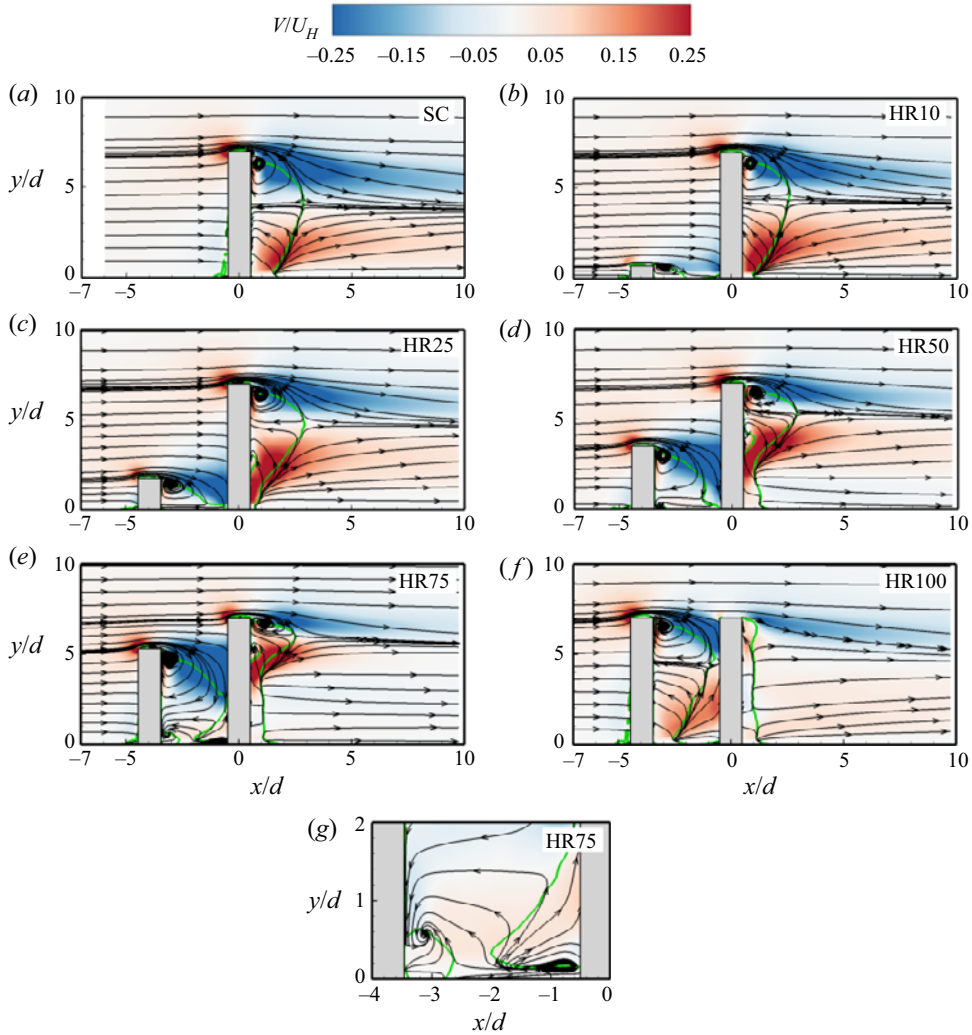 V/U_H
−0.25 −0.15 −0.05 0.05 0.15 0.25
(a) (b)
10 SC 10 HR10
y/d 5 5
0 0
−7 −5 0 5 10 −7 −5 0 5 10
(c) (d)
10 HR25 10 HR50
y/d 5 5
0 0
−7 −5 0 5 10 −7 −5 0 5 10
(e) (f)
10 HR75 10 HR100
y/d 5 5
0 0
−7 −5 0 5 10 −7 −5 0 5 10
x/d x/d
(g)
2 HR75
y/d 1
0
−4 −3 −2 −1 0
x/d